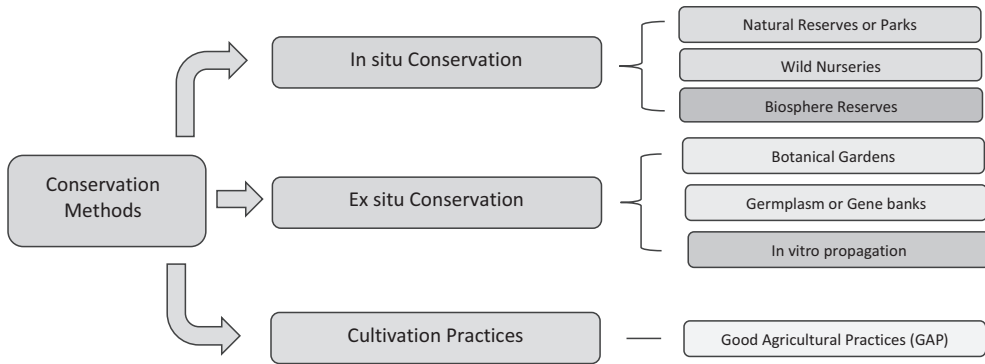 Conservation
Methods
In situ Conservation
Natural Reserves or Parks
Wild Nurseries
Biosphere Reserves
Ex situ Conservation
Botanical Gardens
Germplasm or Gene banks
In vitro propagation
Cultivation Practices
Good Agricultural Practices (GAP)